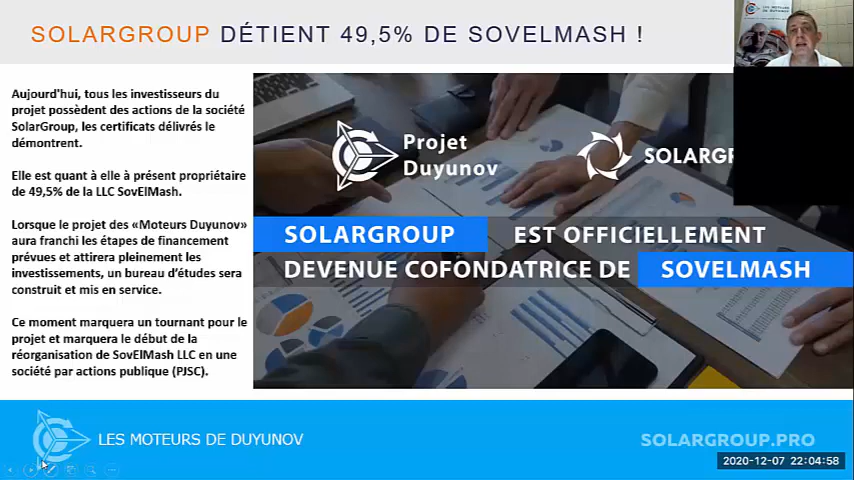 SOLARGROUP DÉTIENT 49,5% DE SOVELMASH !
Aujourd'hui, tous les investisseurs du
projet possèdent des actions de la société
SolarGroup, les certificats délivrés le
démontrent.
Elle est quant à elle à présent propriétaire
de 49,5% de la LLC SovElMash.
Lorsque le projet des «Moteurs Duyunov»
aura franchi les étapes de financement
prévues et attirera pleinement les
investissements, un bureau d'études sera
construit et mis en service.
Ce moment marquera un tournant pour le
projet et marquera le début de la
réorganisation de SovElMash LLC en une
société par actions publique (PJSC).
Projet
Duyunov
SOLARGR
SOLARGROUP EST OFFICIELLEMENT
DEVENUE COFONDATRICE DE SOVELMASH
LES MOTEURS DE DUYUNOV
SOLARGROUP.PRO
2020-12-07 22:04:58